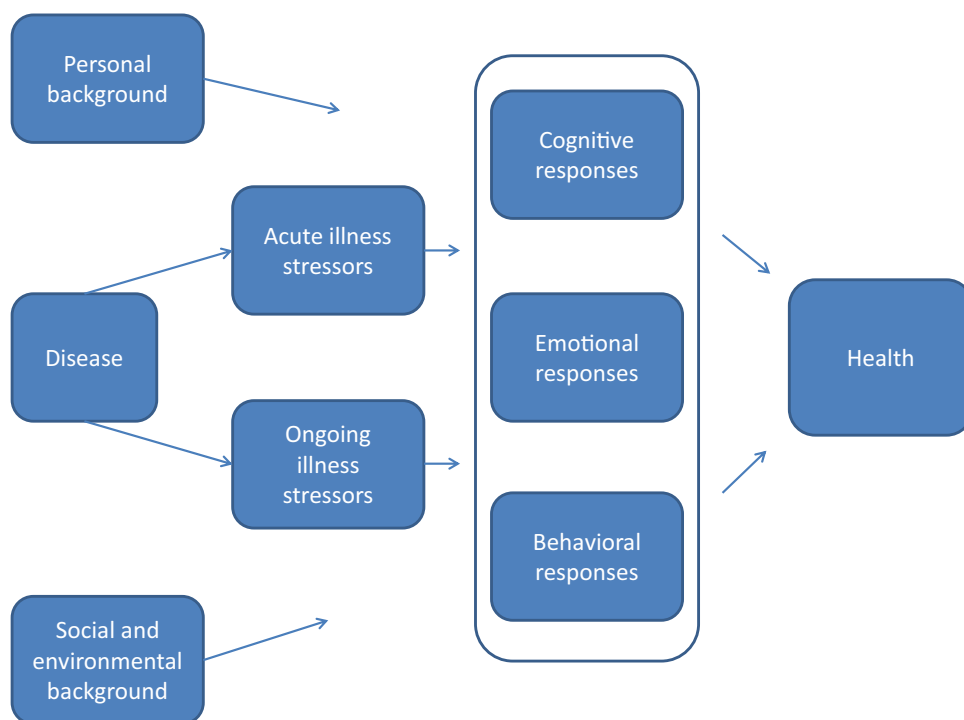 Personal
background
Cognitive
responses
Acute illness
stressors
Disease
Emotional
responses
Health
Ongoing
illness
stressors
Behavioral
responses
Social and
environmental
background